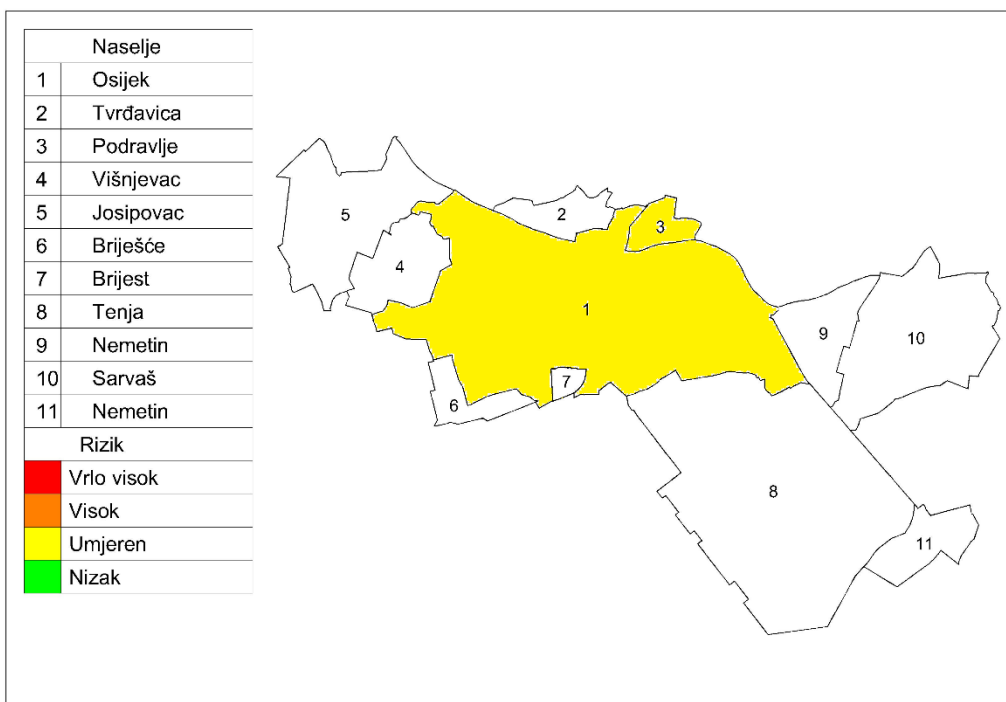 Naselje
1 Osijek
2 Tvrđavica
3 Podravlje
4 Višnjevac
5 Josipovac
6 Briješće
7 Brijest
8 Tenja
9 Nemetin
10 Sarvaš
11 Nemetin
Rizik
Vrlo visok
Visok
Umjeren
Nizak
5
2
3
4
1
9
10
7
6
8
11